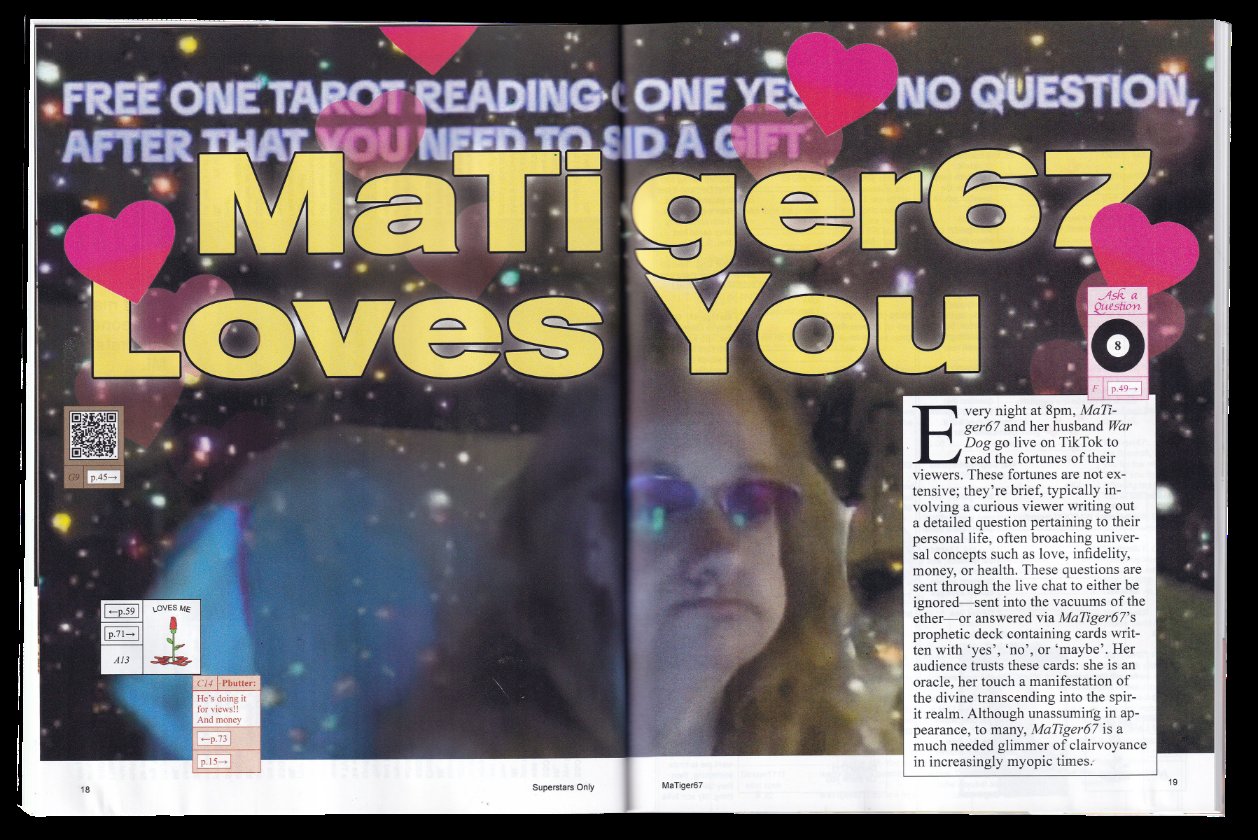 FREE ONE TAROT READING ( ONE YES NO QUESTION,
AFTER THAT YOU NEED TO SID A GIFT
MaTiger67
Loves You
Ask a
Question
8
F p.49→
G9 p.45→
Every night at 8pm, MaTi-
ger67 and her husband War
Dog go live on TikTok to
read the fortunes of their
viewers. These fortunes are not ex-
tensive; they're brief, typically in-
volving a curious viewer writing out
a detailed question pertaining to their
personal life, often broaching univer-
sal concepts such as love, infidelity,
money, or health. These questions are
sent through the live chat to either be
ignored—sent into the vacuums of the
ether—or answered via MaTiger67's
prophetic deck containing cards writ-
ten with 'yes', 'no', or 'maybe'. Her
audience trusts these cards: she is an
oracle, her touch a manifestation of
the divine transcending into the spir-
it realm. Although unassuming in ap-
pearance, to many, MaTiger67 is a
much needed glimmer of clairvoyance
in increasingly myopic times.
←p.59
p.71→
A13
LOVES ME
C14 Pbutter:
He's doing it
for views!!
And money
←p.73
p.15→
18
Superstars Only
MaTiger67
19